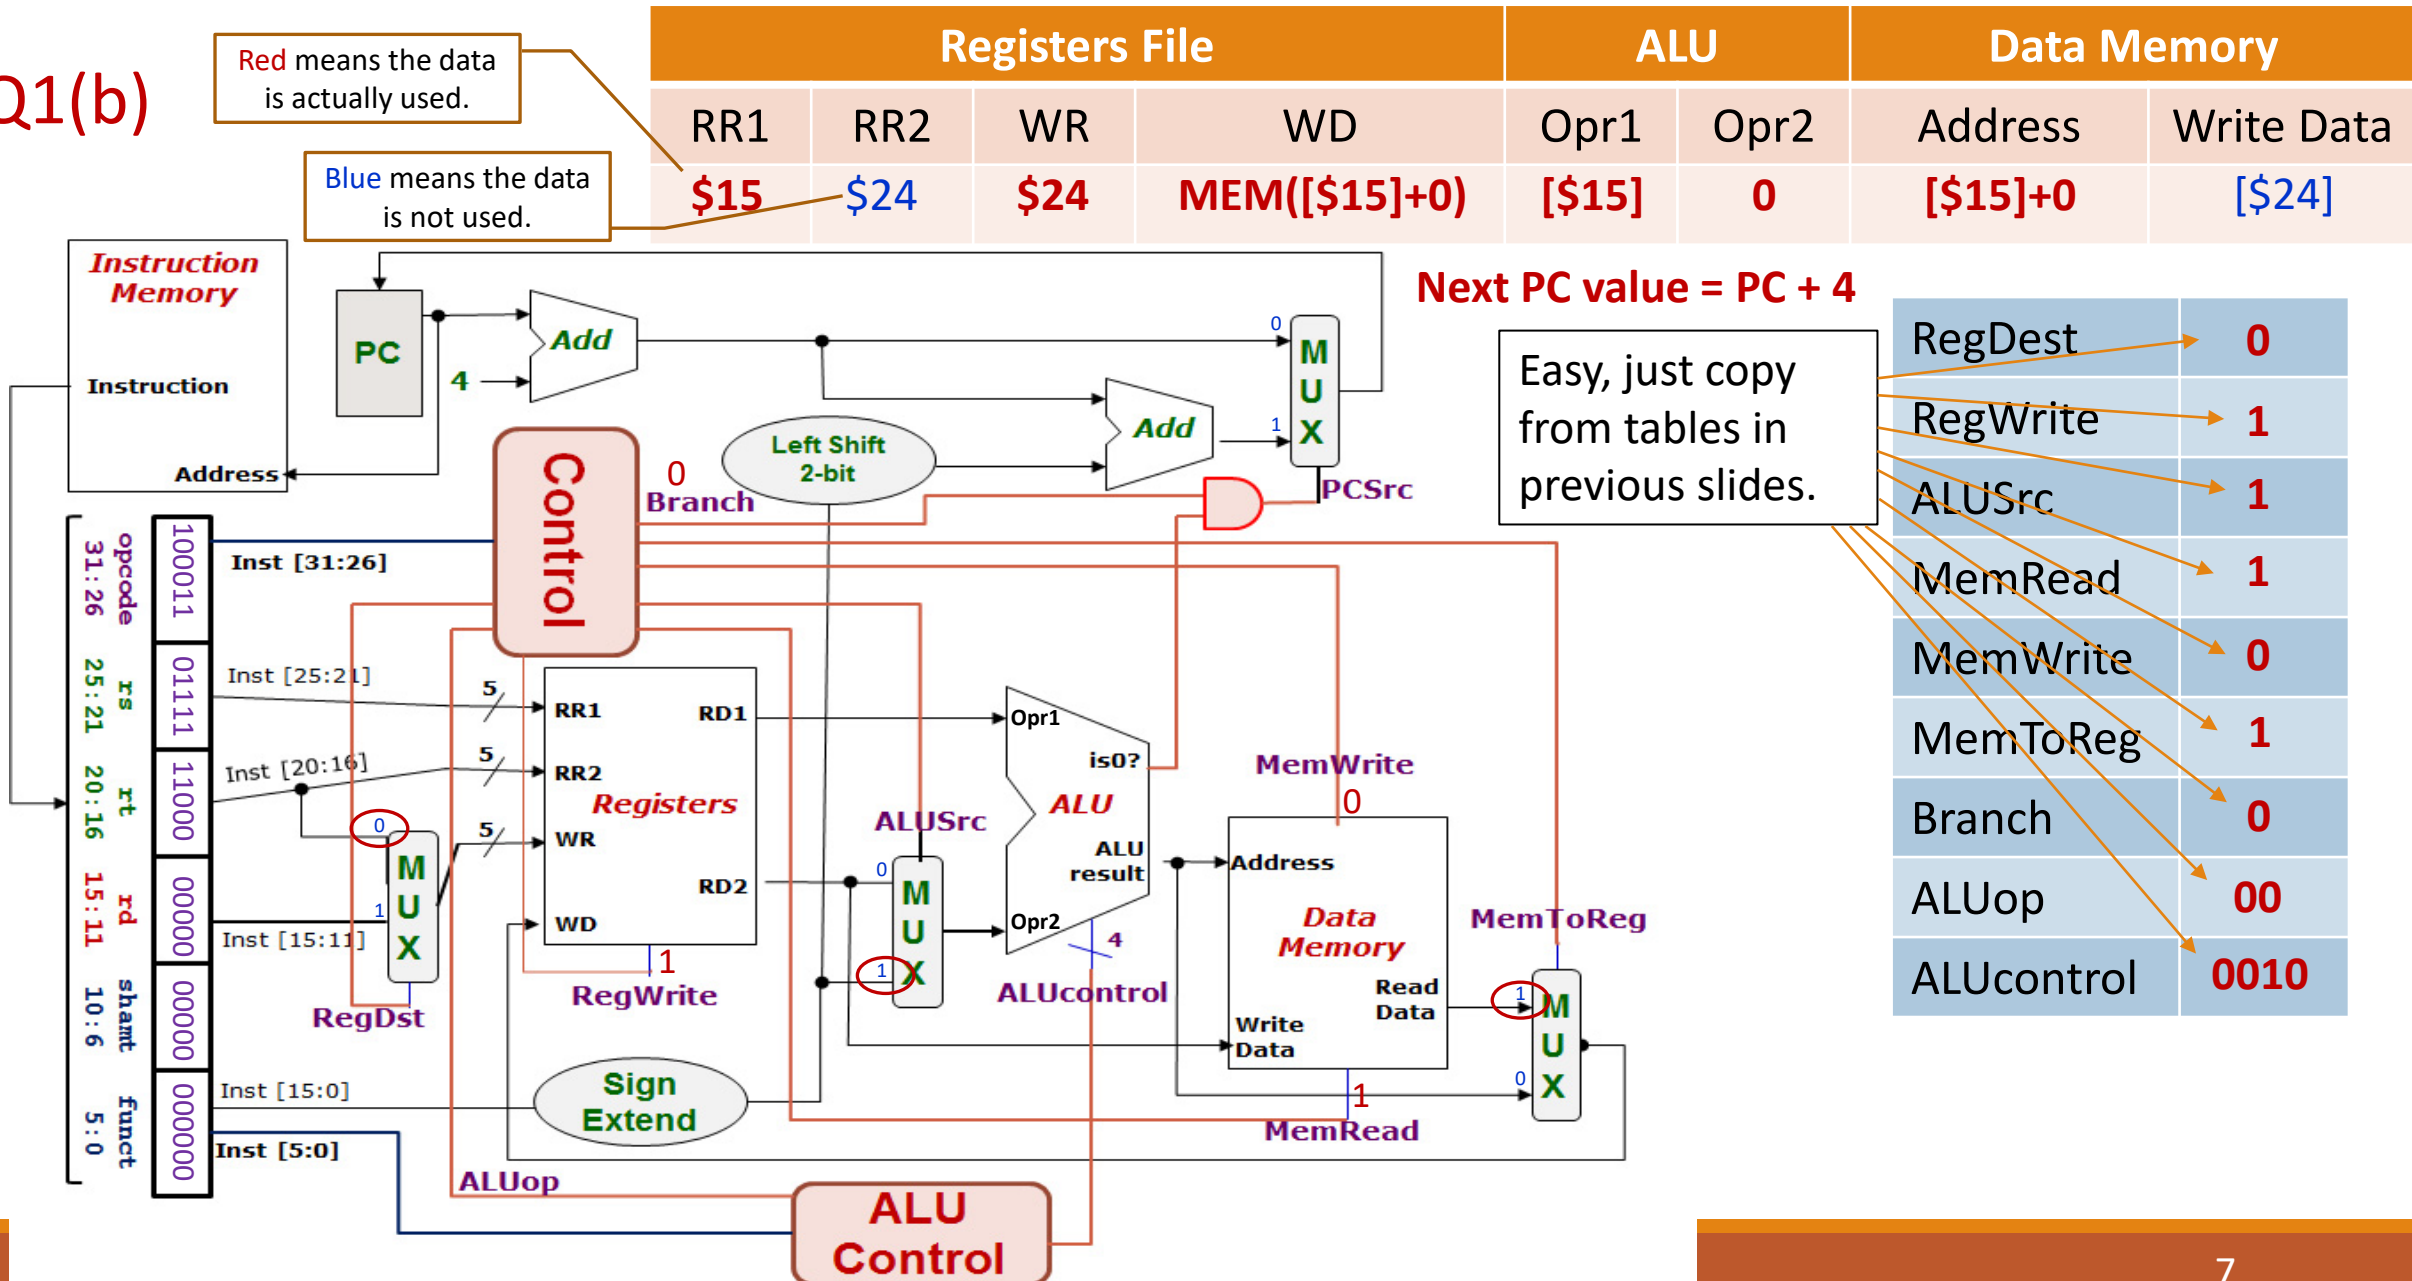 Q1(b)
Red means the data
is actually used.
Blue means the data
is not used.
Registers File ALU Data Memory
RR1 RR2 WR WD Opr1 Opr2 Address Write Data
$15 $24 $24 MEM([$15]+0) [$15] 0 [$15]+0 [$24]
Next PC value = PC + 4
Easy, just copy
from tables in
previous slides.
RegDest 0
RegWrite 1
ALUSrc 1
MemRead 1
MemWrite 0
MemToReg 1
Branch 0
ALUop 00
ALUcontrol 0010
Instruction
Memory
Instruction
Address
PC
4
Add
Left Shift
2-bit
Add
0
MUX
1
PCSrc
Control
0
Branch
opcode
31:26
100011
Inst [31:26]
rs
25:21
01111
Inst [25:21]
5
rt
20:16
11000
Inst [20:16]
5
rd
15:11
00000
Inst [15:11]
5
shamt
10:6
00000
funct
5:0
000000
Inst [15:0]
Inst [5:0]
0
MUX
1
RegDst
RR1
RR2
Registers
WR
WD
RD1
RD2
1
RegWrite
Sign
Extend
ALUSrc
0
MUX
1
Opr1
is0?
ALU
ALU
result
Opr2
4
ALUcontrol
MemWrite
0
Address
Data
Memory
Read
Data
Write
Data
1
MemRead
MemToReg
1
MUX
0
ALUop
ALU
Control
7